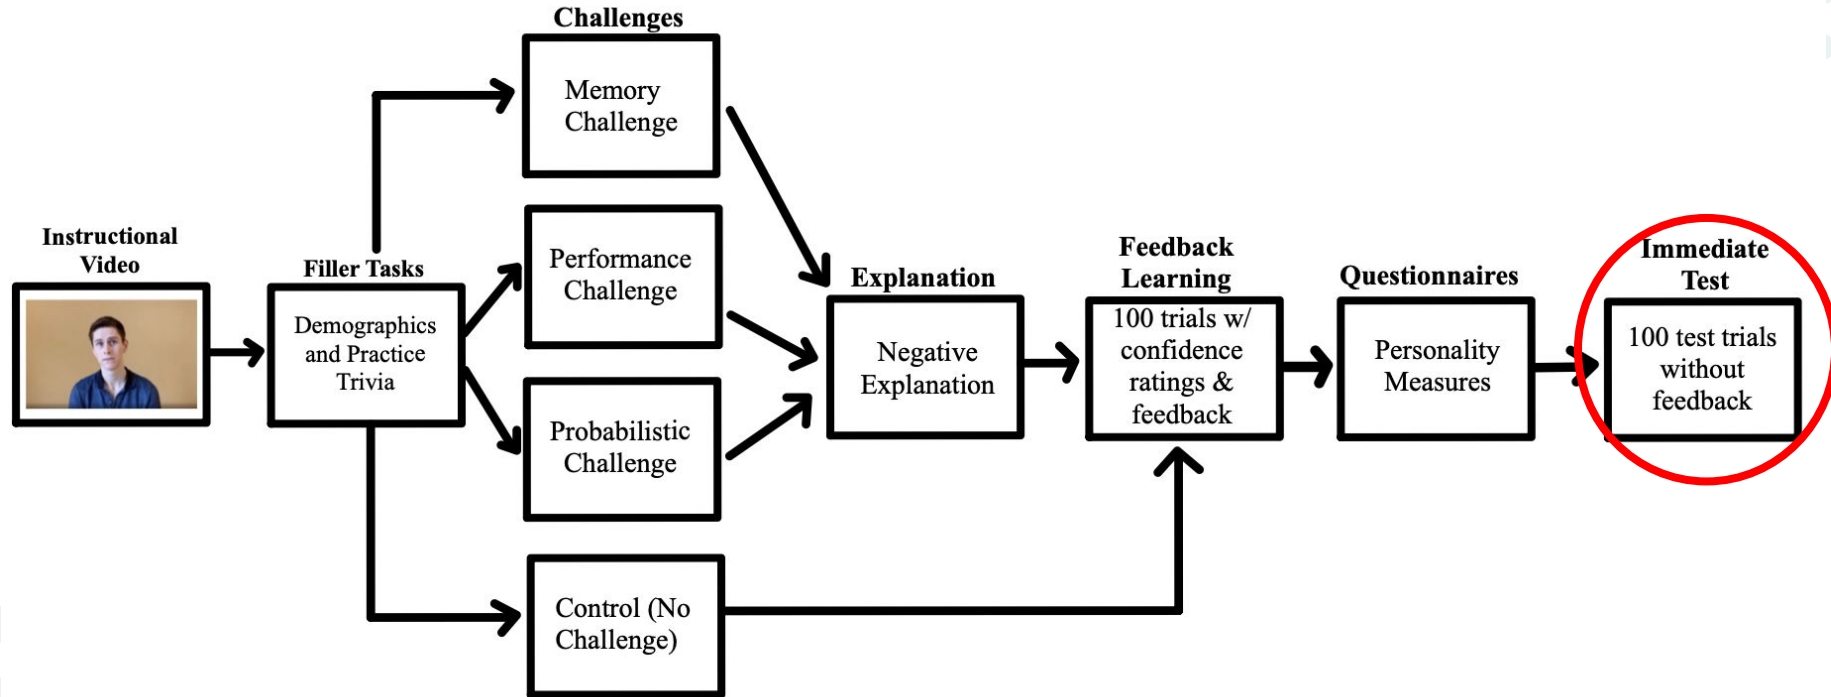 Instructional
Video
Filler Tasks
Demographics
and Practice
Trivia
Challenges
Memory
Challenge
Performance
Challenge
Probabilistic
Challenge
Control (No
Challenge)
Explanation
Negative
Explanation
Feedback
Learning
100 trials w/
confidence
ratings &
feedback
Questionnaires
Personality
Measures
Immediate
Test
100 test trials
without
feedback